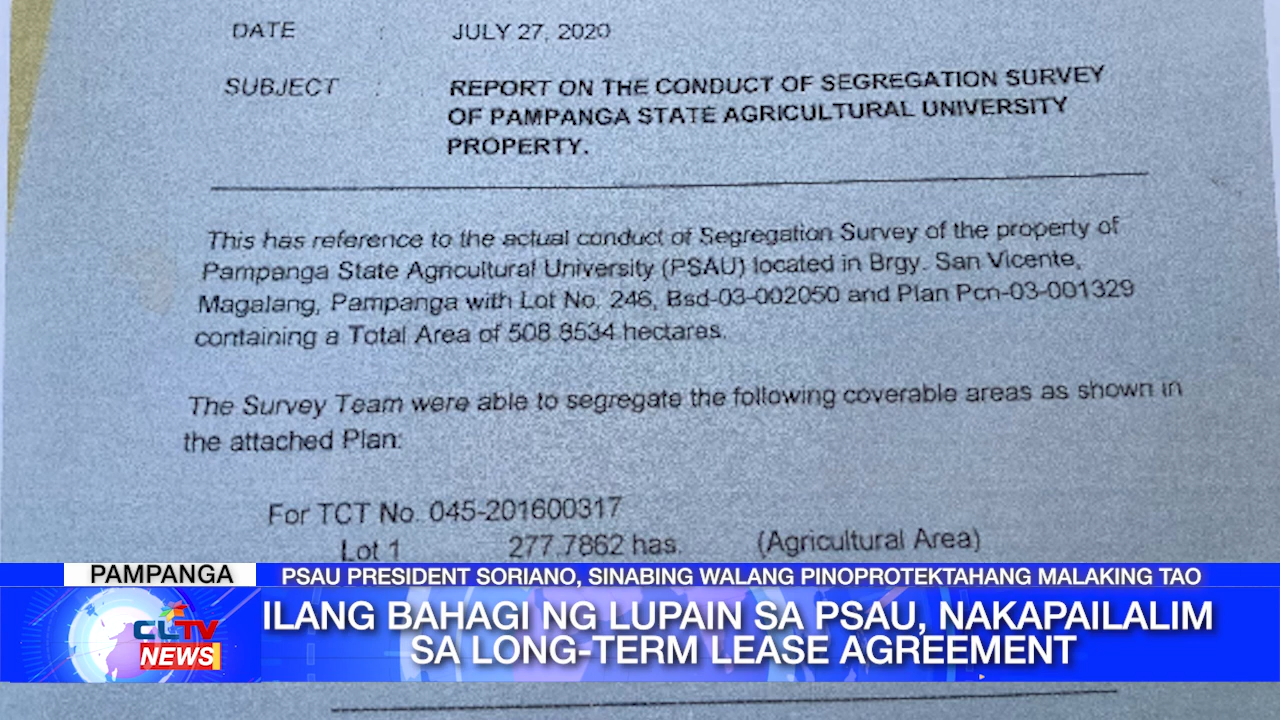 DATE : JULY 27, 2020
SUBJECT : REPORT ON THE CONDUCT OF SEGREGATION SURVEY
OF PAMPANGA STATE AGRICULTURAL UNIVERSITY
PROPERTY.
This has reference to the actual conduct of Segregation Survey of the property of
Pampanga State Agricultural University (PSAU) located in Brgy. San Vicente,
Magalang, Pampanga with Lot No. 246, Bsd-03-002050 and Plan Pcn-03-001329
containing a Total Area of 508.8534 hectares.
The Survey Team were able to segregate the following coverable areas as shown in
the attached Plan:
For TCT No. 045-201600317
Lot 1 277.7862 has. (Agricultural Area)
PAMPANGA
PSAU PRESIDENT SORIANO, SINABING WALANG PINOPROTEKTAHANG MALAKING TAO
CLTV
NEWS
ILANG BAHAGI NG LUPAIN SA PSAU, NAKAPAILALIM
SA LONG-TERM LEASE AGREEMENT